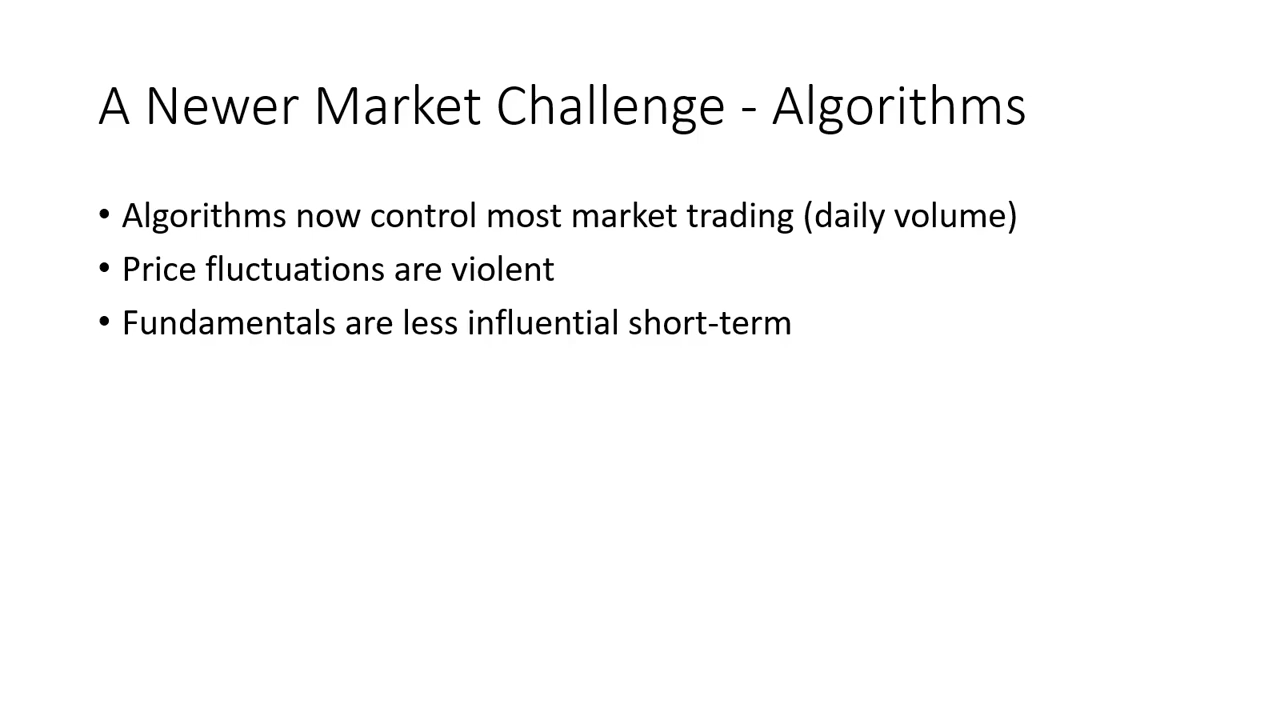 A Newer Market Challenge - Algorithms
• Algorithms now control most market trading (daily volume)
• Price fluctuations are violent
• Fundamentals are less influential short-term